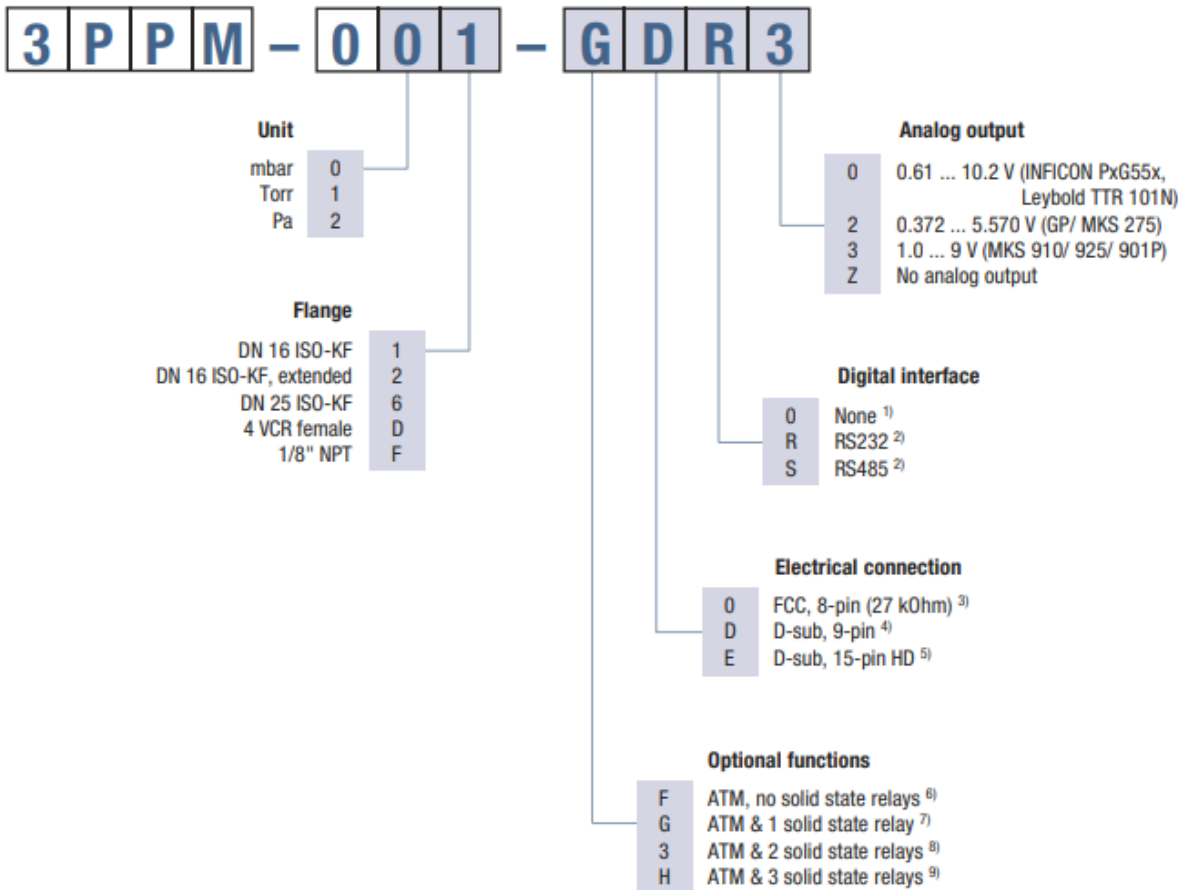 3PPM – 001 – GDR3
Unit
mbar 0
Torr 1
Pa 2
Flange
DN 16 ISO-KF 1
DN 16 ISO-KF, extended 2
DN 25 ISO-KF 6
4 VCR female D
1/8" NPT F
Analog output
0 0.61 ... 10.2 V (INFICON PxG55x,
Leybold TTR 101N)
2 0.372 ... 5.570 V (GP/ MKS 275)
3 1.0 ... 9 V (MKS 910/ 925/ 901P)
Z No analog output
Digital interface
0 None 1)
R RS232 2)
S RS485 2)
Electrical connection
0 FCC, 8-pin (27 kOhm) 3)
D D-sub, 9-pin 4)
E D-sub, 15-pin HD 5)
Optional functions
F ATM, no solid state relays 6)
G ATM & 1 solid state relay 7)
3 ATM & 2 solid state relays 8)
H ATM & 3 solid state relays 9)